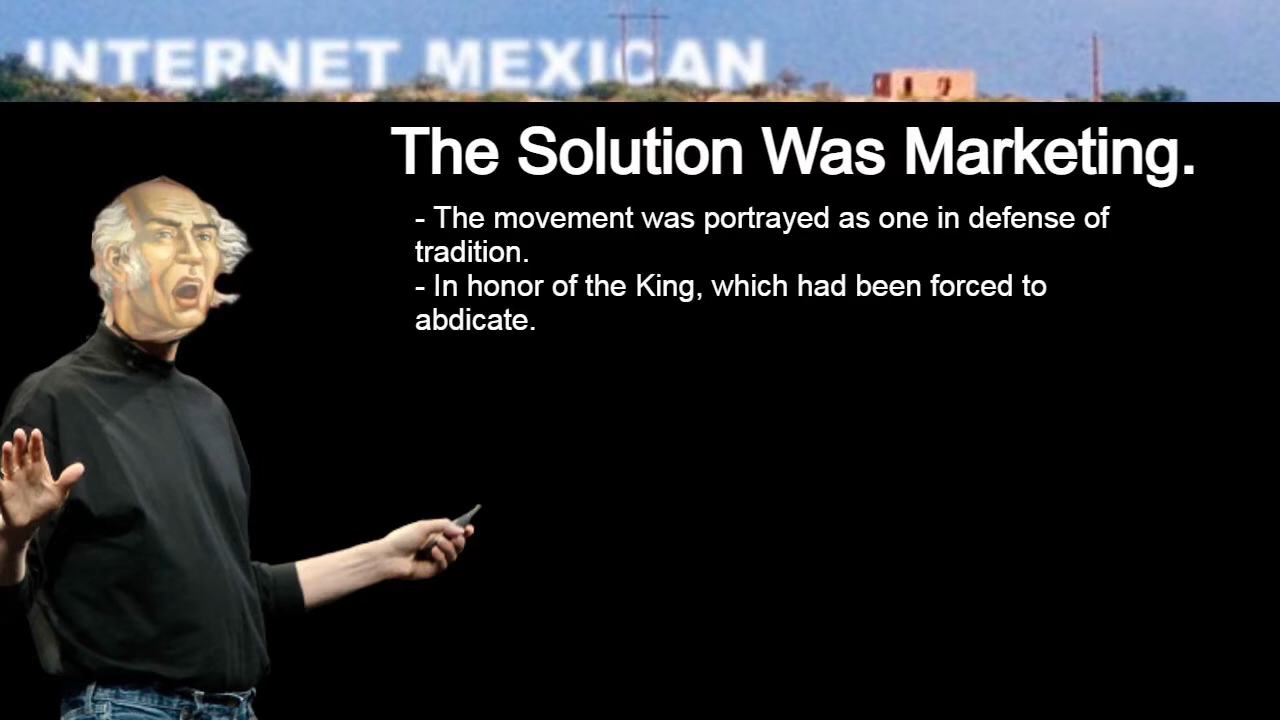 INTERNET MEXICAN
The Solution Was Marketing.
- The movement was portrayed as one in defense of
tradition.
- In honor of the King, which had been forced to
abdicate.